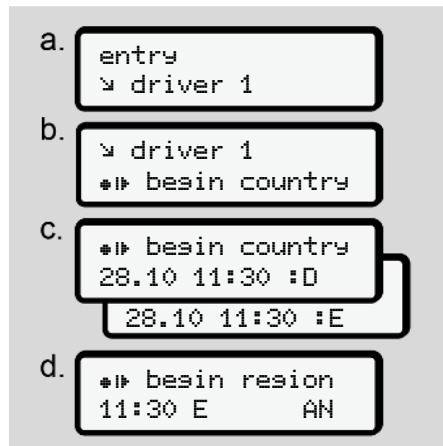 a.
entry
driver 1
b.
driver 1
begin country
c.
begin country
28.10 11:30 :D
28.10 11:30 :E
d.
begin region
11:30 E AN